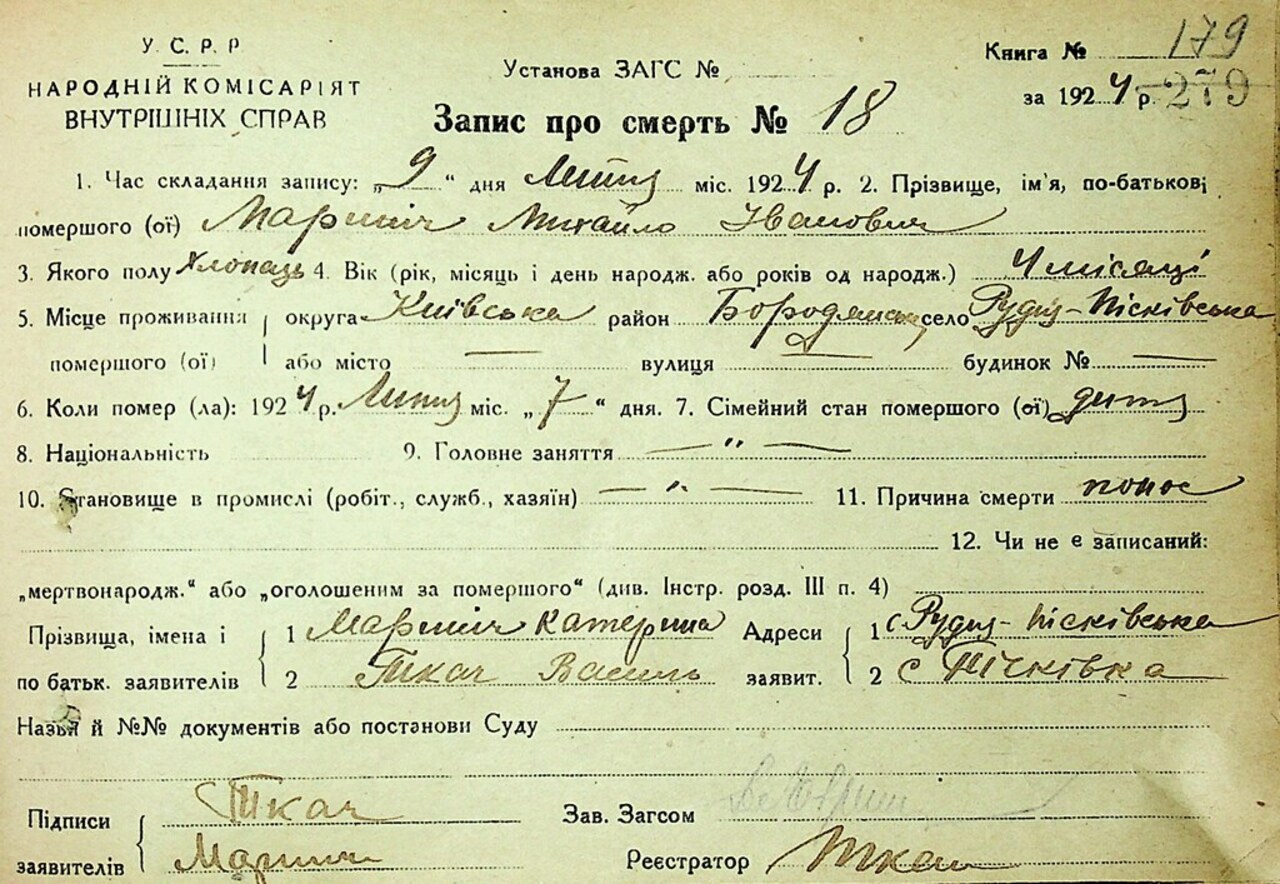 У. С. Р. Р
НАРОДНІЙ КОМІСАРІЯТ
ВНУТРІШНІХ СПРАВ
Установа ЗАГС №
Книга № 179
за 1924 р. 279
Запис про смерть № 18
1. Час складання запису: „9“ дня Липня міс. 1924 р. 2. Прізвище, ім'я, по-батькові
помершого (ої) Маринич Михайло Іванович
3. Якого полу Хлопець 4. Вік (рік, місяць і день народж. або років од народж.) 4 місяці
5. Місце проживання округа Київська район Бородянськ село Рудня-Пісківська
помершого (ої) або місто — вулиця — будинок № —
6. Коли помер (ла): 1924 р. Липня міс. „7“ дня. 7. Сімейний стан помершого (ої) дитя
8. Національність 9. Головне заняття — " —
10. Становище в промислі (робіт., служб., хазяїн) — " — 11. Причина смерти понос
12. Чи не є записаний:
„мертвонародж.“ або „оголошеним за помершого“ (див. Інстр. розд. III п. 4)
Прізвища, імена і 1 Маринич Катерина Адреси 1 с. Рудня-Пісківська
по батьк. заявителів 2 Ткач Василь заявит. 2 с Пісківка
Назви й №№ документів або постанови Суду
Підписи Ткач Зав. Загсом
заявителів Маринич Реєстратор Ткач